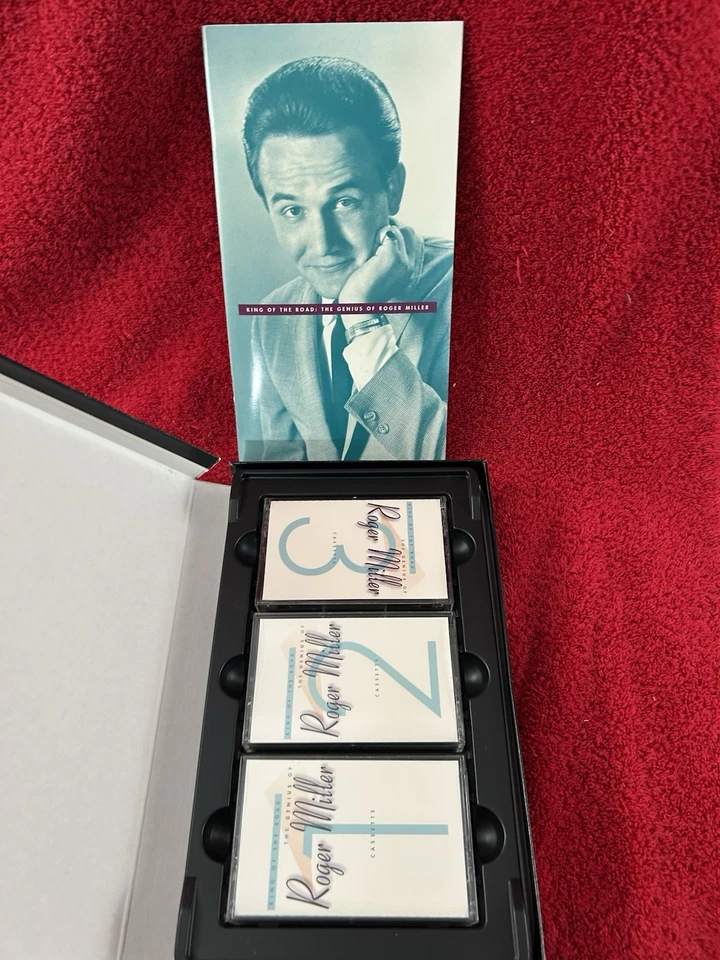 KING OF THE ROAD: THE GENIUS OF ROGER MILLER
KING OF THE ROAD
THE GENIUS OF
Roger Miller
CASSETTE
3
KING OF THE ROAD
THE GENIUS OF
Roger Miller
CASSETTE
2
KING OF THE ROAD
THE GENIUS OF
Roger Miller
CASSETTE
1